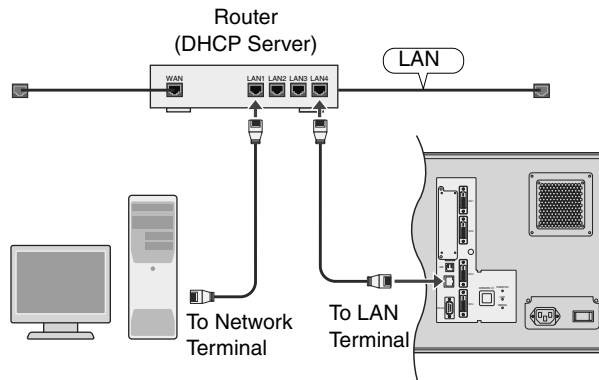 Router
(DHCP Server)
LAN
WAN
LAN1 LAN2 LAN3 LAN4
To Network
Terminal
To LAN
Terminal